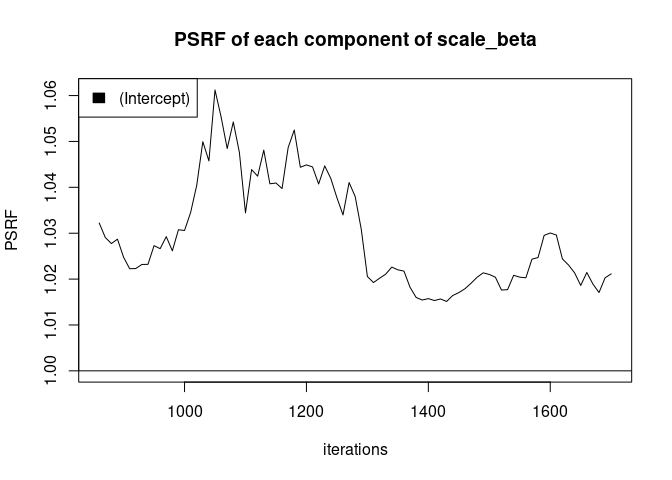 PSRF of each component of scale_beta
(Intercept)
PSRF
1.00
1.01
1.02
1.03
1.04
1.05
1.06
1000
1200
1400
1600
iterations